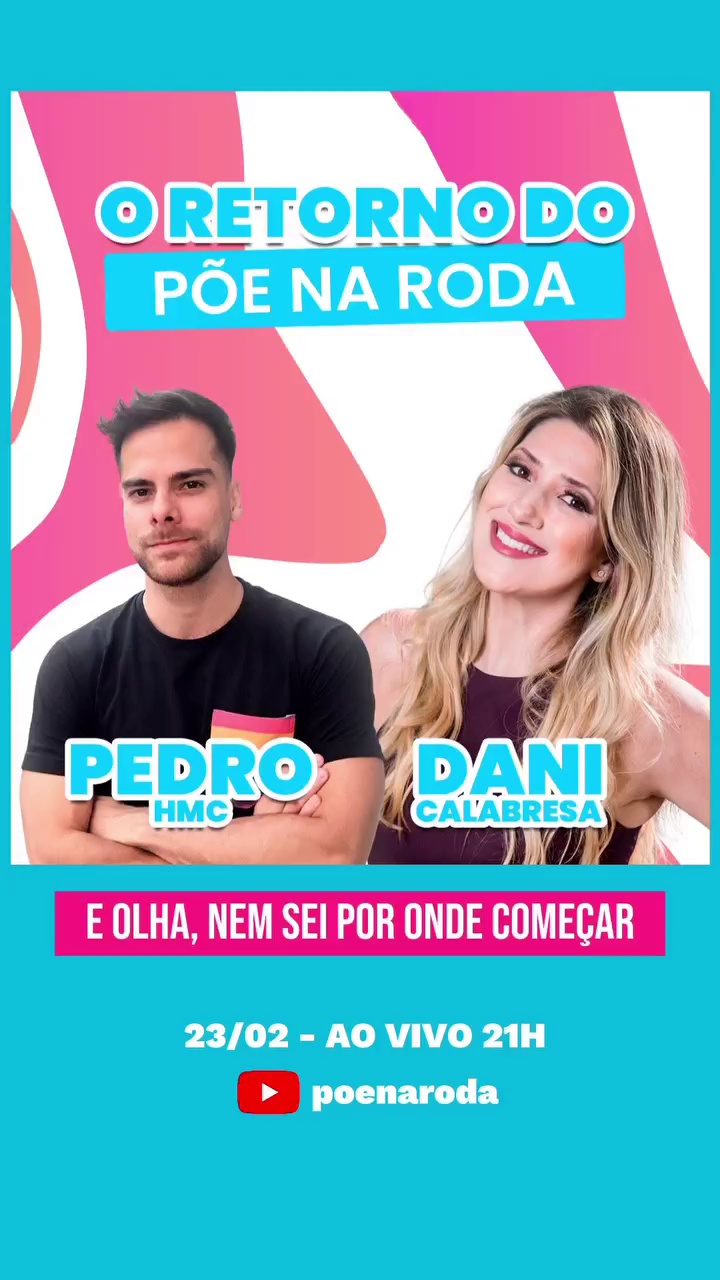 O RETORNO DO
PÕE NA RODA
PEDRO
HMC
DANI
CALABRESA
E OLHA, NEM SEI POR ONDE COMEÇAR
23/02 - AO VIVO 21H
poenaroda